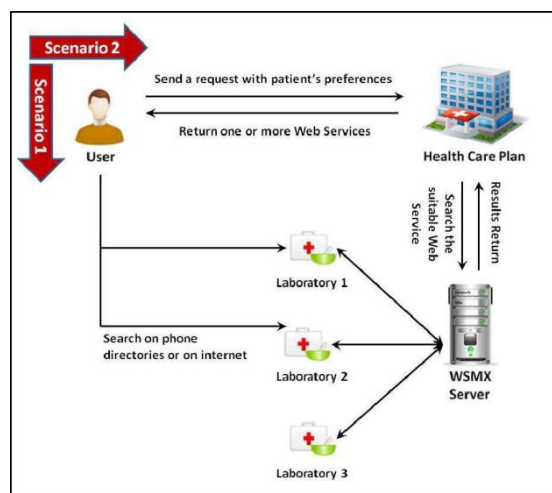 Scenario 2
Scenario 1
Send a request with patient's preferences
Return one or more Web Services
User
Health Care Plan
Search the
suitable Web
Service
Results Return
Laboratory 1
Search on phone
directories or on internet
Laboratory 2
WSMX
Server
Laboratory 3